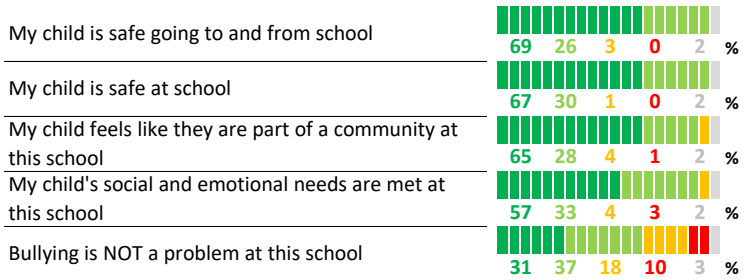 My child is safe going to and from school
69 26 3 0 2 %
My child is safe at school
67 30 1 0 2 %
My child feels like they are part of a community at
this school
65 28 4 1 2 %
My child's social and emotional needs are met at
this school
57 33 4 3 2 %
Bullying is NOT a problem at this school
31 37 18 10 3 %